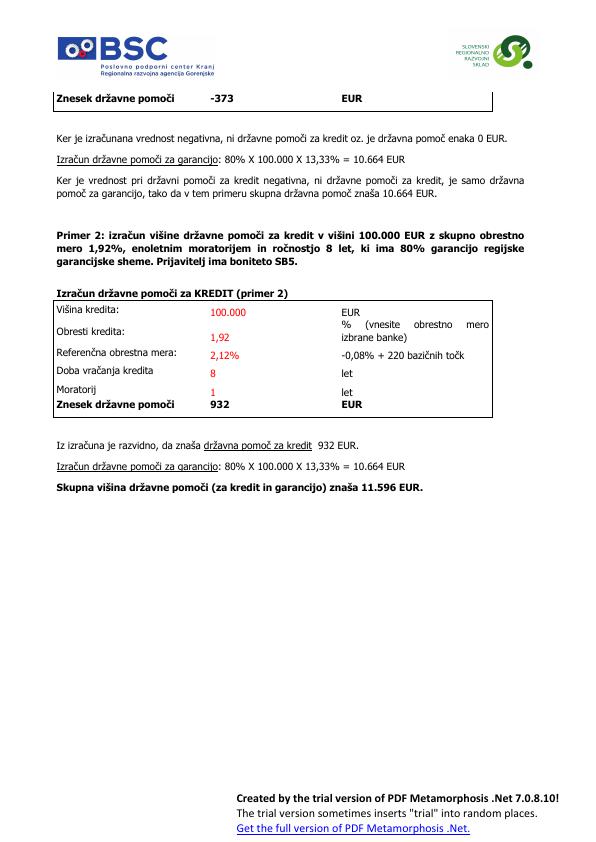 BSC
Poslovno podporni center Kranj
Regionalna razvojna agencija Gorenjske
SLOVENSKI
REGIONALNO
RAZVOJNI
SKLAD
Znesek državne pomoči -373 EUR
Ker je izračunana vrednost negativna, ni državne pomoči za kredit oz. je državna pomoč enaka 0 EUR.
Izračun državne pomoči za garancijo: 80% X 100.000 X 13,33% = 10.664 EUR
Ker je vrednost pri državni pomoči za kredit negativna, ni državne pomoči za kredit, je samo državna
pomoč za garancijo, tako da v tem primeru skupna državna pomoč znaša 10.664 EUR.
Primer 2: izračun višine državne pomoči za kredit v višini 100.000 EUR z skupno obrestno
mero 1,92%, enoletnim moratorijem in ročnostjo 8 let, ki ima 80% garancijo regijske
garancijske sheme. Prijavitelj ima boniteto SB5.
Izračun državne pomoči za KREDIT (primer 2)
Višina kredita: 100.000 EUR
Obresti kredita: 1,92 % (vnesite obrestno mero
izbrane banke)
Referenčna obrestna mera: 2,12% -0,08% + 220 bazičnih točk
Doba vračanja kredita 8 let
Moratorij 1 let
Znesek državne pomoči 932 EUR
Iz izračuna je razvidno, da znaša državna pomoč za kredit 932 EUR.
Izračun državne pomoči za garancijo: 80% X 100.000 X 13,33% = 10.664 EUR
Skupna višina državne pomoči (za kredit in garancijo) znaša 11.596 EUR.
Created by the trial version of PDF Metamorphosis .Net 7.0.8.10!
The trial version sometimes inserts "trial" into random places.
Get the full version of PDF Metamorphosis .Net.